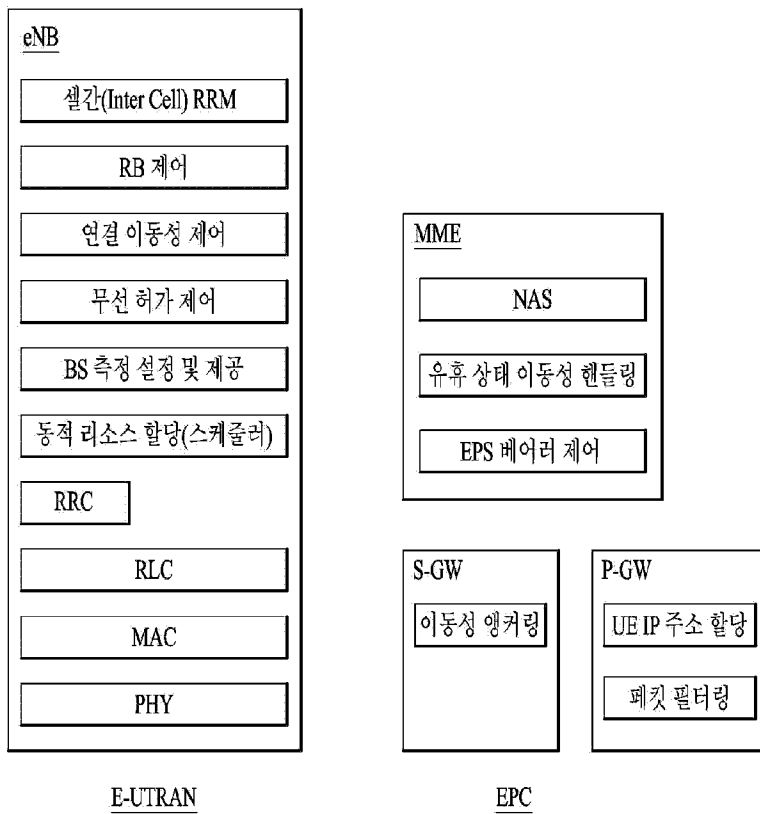 eNB
셀간(Inter Cell) RRM
RB 제어
연결 이동성 제어
무선 허가 제어
BS 측정 설정 및 제공
동적 리소스 할당(스케줄러)
RRC
RLC
MAC
PHY
E-UTRAN
MME
NAS
유휴 상태 이동성 핸들링
EPS 베어러 제어
S-GW
이동성 앵커링
P-GW
UE IP 주소 할당
페킷 필터링
EPC